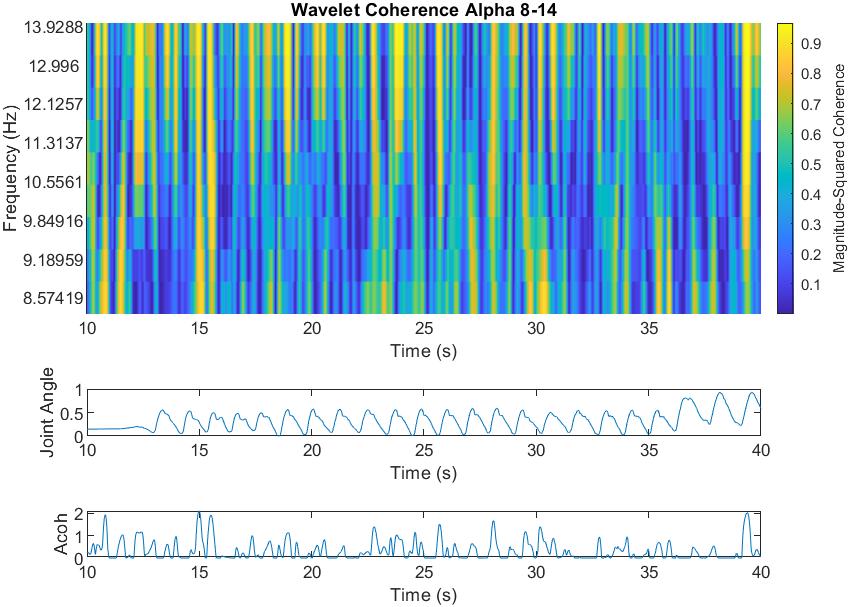 Wavelet Coherence Alpha 8-14
Frequency (Hz)
13.9288
12.996
12.1257
11.3137
10.5561
9.84916
9.18959
8.57419
10 15 20 25 30 35
Time (s)
0.9
0.8
0.7
0.6
0.5
0.4
0.3
0.2
0.1
Magnitude-Squared Coherence
Joint Angle
1
0.5
0
10 15 20 25 30 35 40
Time (s)
Acoh
2
1
0
10 15 20 25 30 35 40
Time (s)